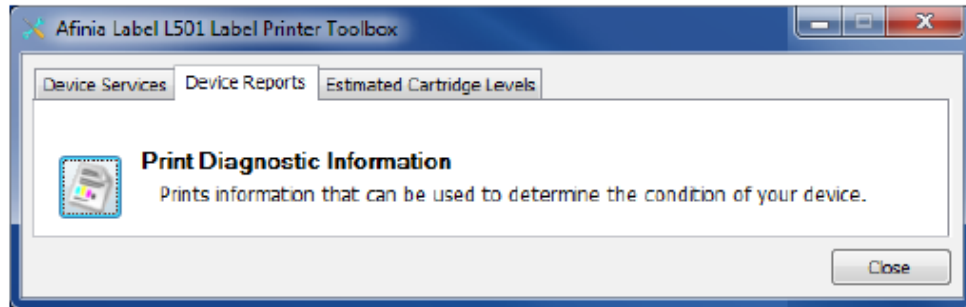 Afinia Label L501 Label Printer Toolbox
Device Services Device Reports Estimated Cartridge Levels
Print Diagnostic Information
Prints information that can be used to determine the condition of your device.
Close